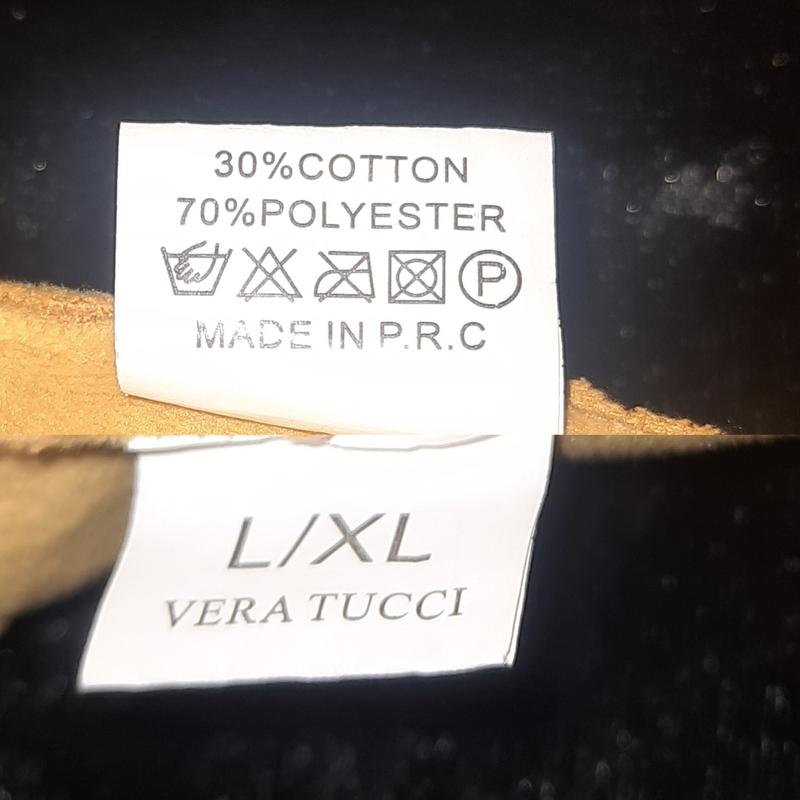 30%COTTON
70%POLYESTER
P
MADE IN P.R.C
L/XL
VERA TUCCI